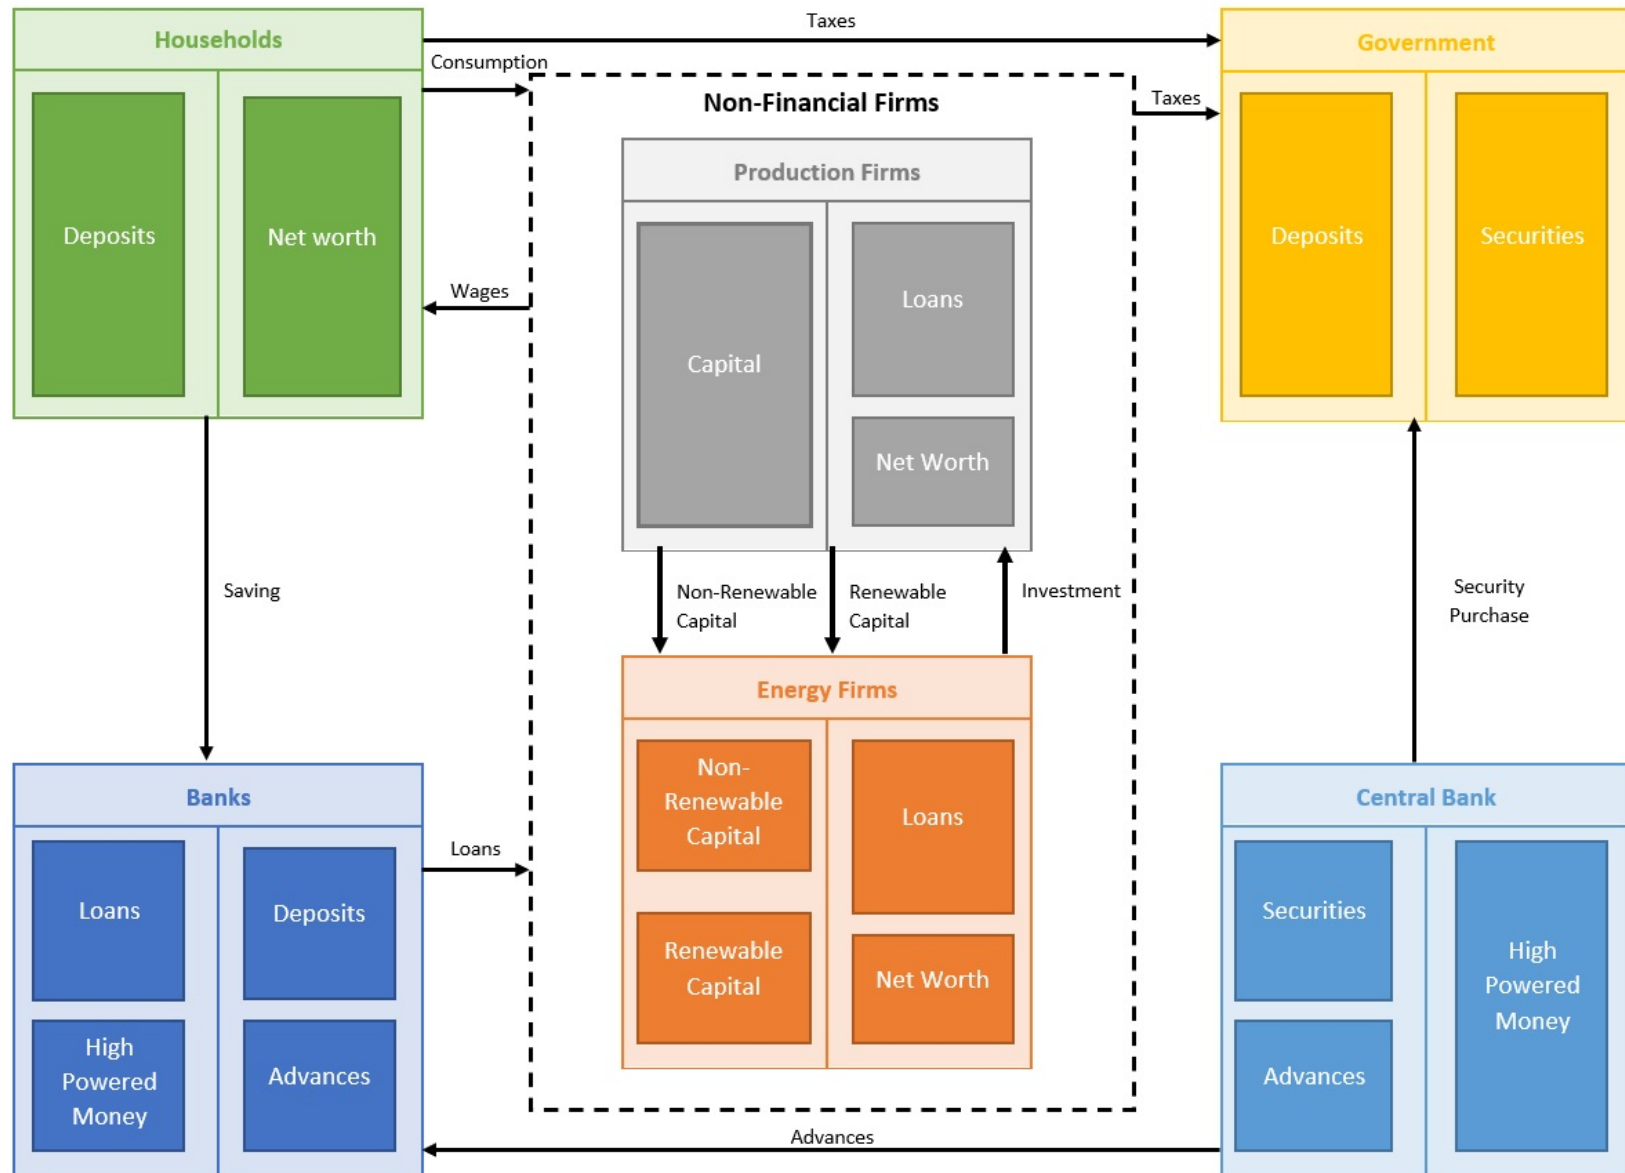 Taxes
Households
Government
Consumption
Non-Financial Firms
Taxes
Production Firms
Deposits
Net worth
Deposits
Securities
Wages
Loans
Capital
Net Worth
Saving
Non-Renewable
Capital
Renewable
Capital
Investment
Security
Purchase
Energy Firms
Banks
Central Bank
Non-
Renewable
Capital
Loans
Loans
Loans
Deposits
Securities
High
Powered
Money
Renewable
Capital
Net Worth
High
Powered
Money
Advances
Advances
Advances